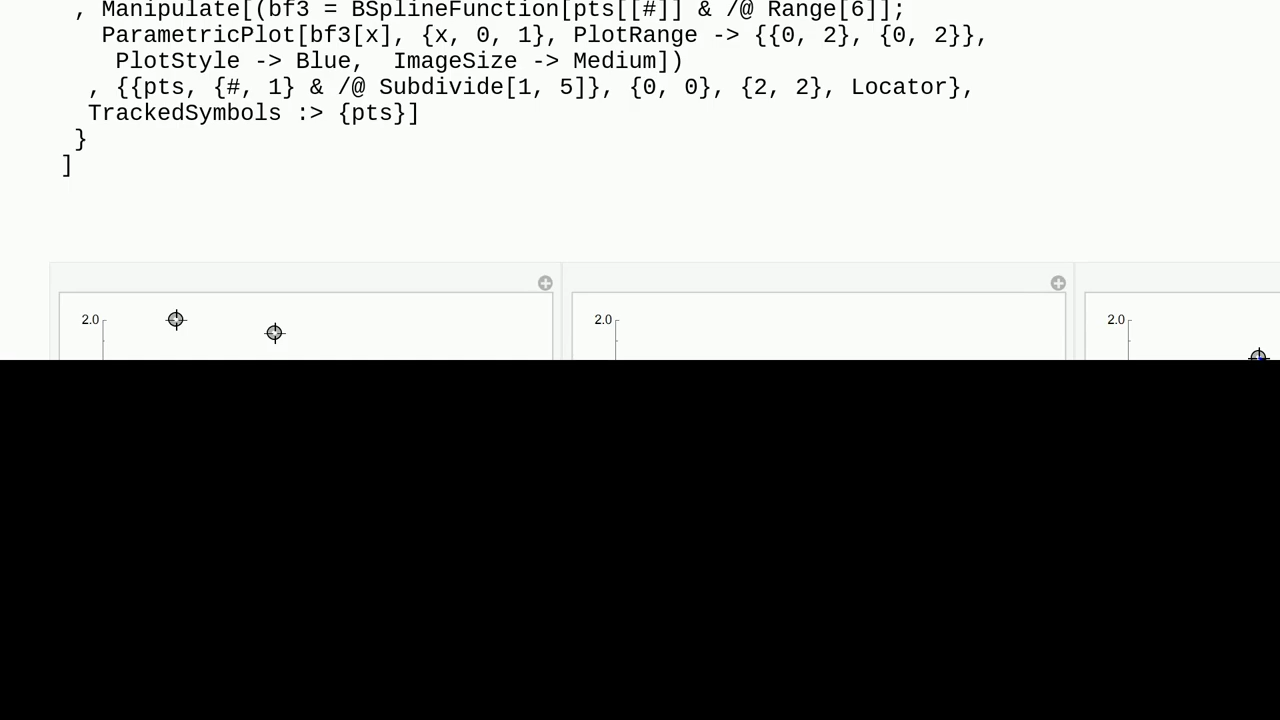 , Manipulate[(bf3 = BSplineFunction[pts[[#]] & /@ Range[6]];
ParametricPlot[bf3[x], {x, 0, 1}, PlotRange -> {{0, 2}, {0, 2}},
PlotStyle -> Blue,  ImageSize -> Medium])
, {{pts, {#, 1} & /@ Subdivide[1, 5]}, {0, 0}, {2, 2}, Locator},
TrackedSymbols :> {pts}]
}
]
2.0
2.0
2.0